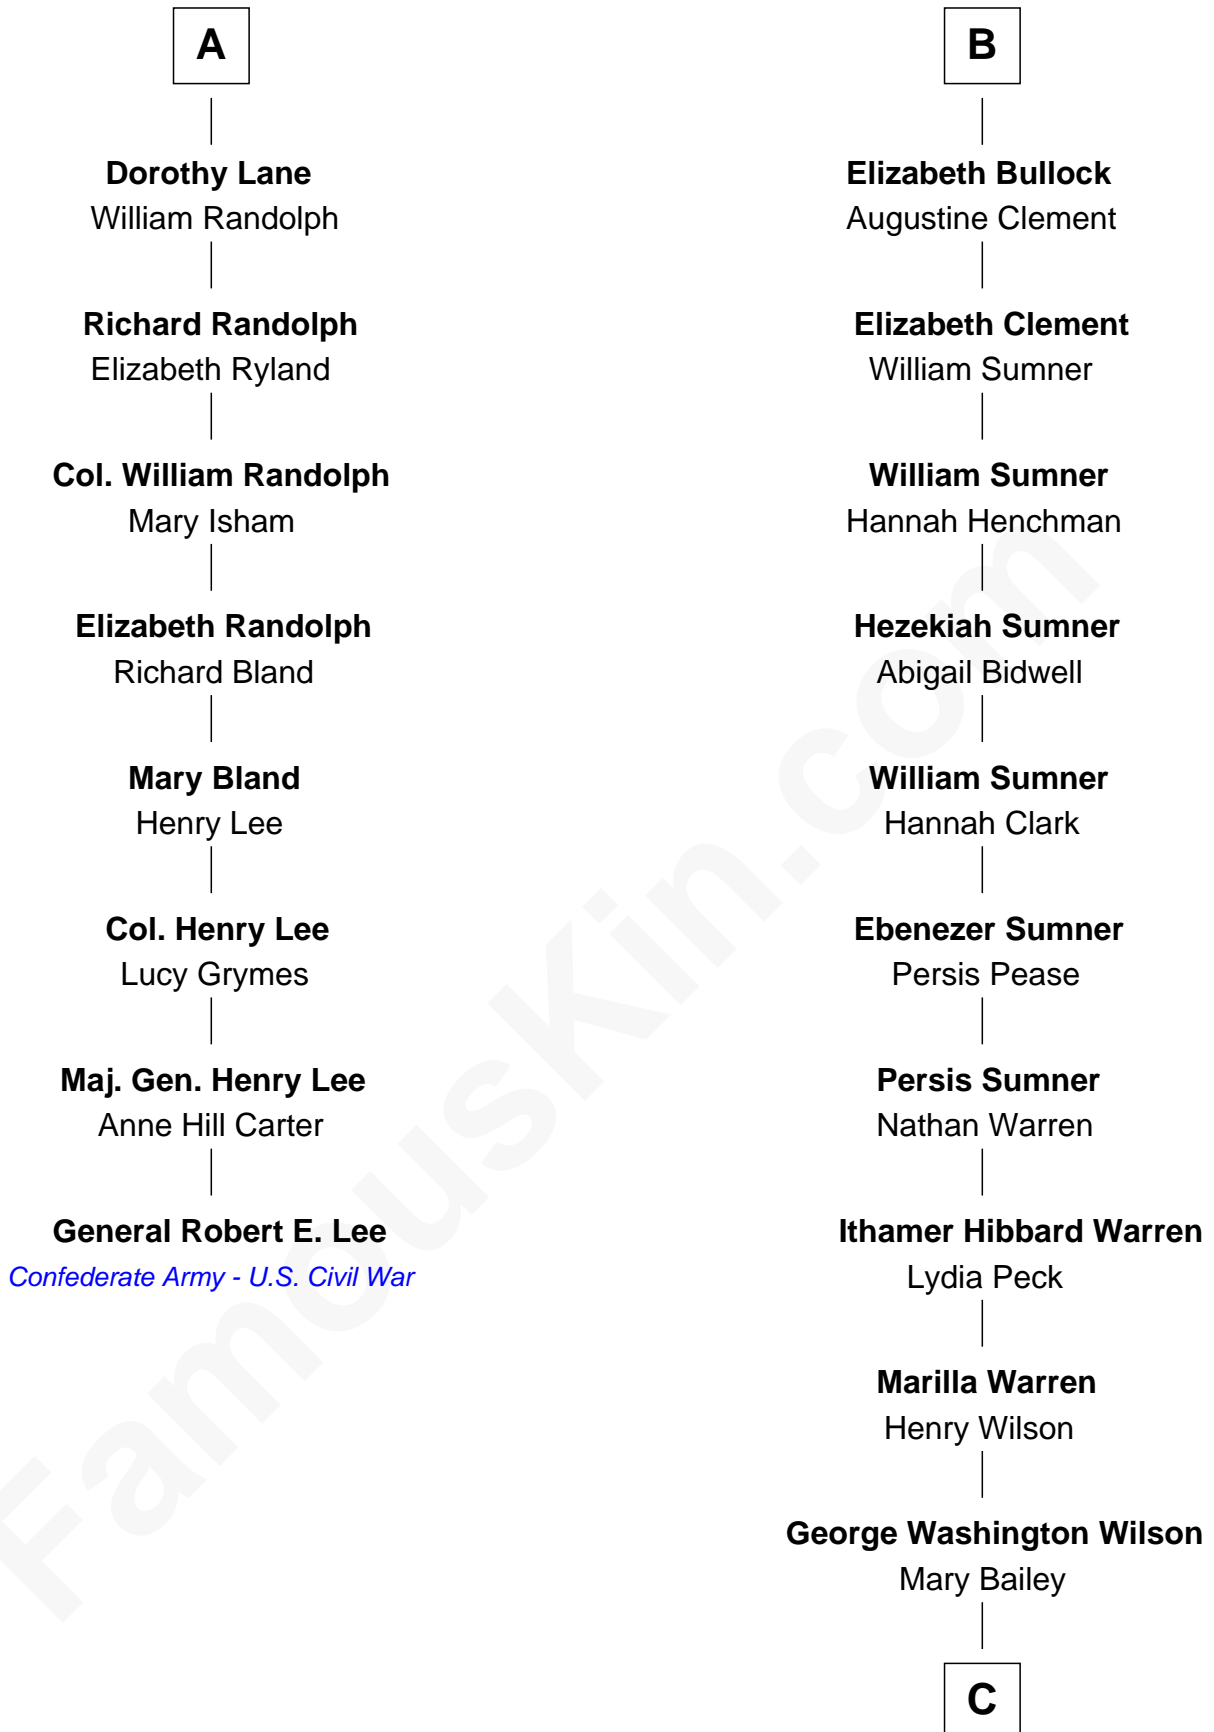 A
Dorothy Lane
William Randolph
Richard Randolph
Elizabeth Ryland
Col. William Randolph
Mary Isham
Elizabeth Randolph
Richard Bland
Mary Bland
Henry Lee
Col. Henry Lee
Lucy Grymes
Maj. Gen. Henry Lee
Anne Hill Carter
General Robert E. Lee
Confederate Army - U.S. Civil War
B
Elizabeth Bullock
Augustine Clement
Elizabeth Clement
William Sumner
William Sumner
Hannah Henchman
Hezekiah Sumner
Abigail Bidwell
William Sumner
Hannah Clark
Ebenezer Sumner
Persis Pease
Persis Sumner
Nathan Warren
Ithamer Hibbard Warren
Lydia Peck
Marilla Warren
Henry Wilson
George Washington Wilson
Mary Bailey
C
FamousKin.com